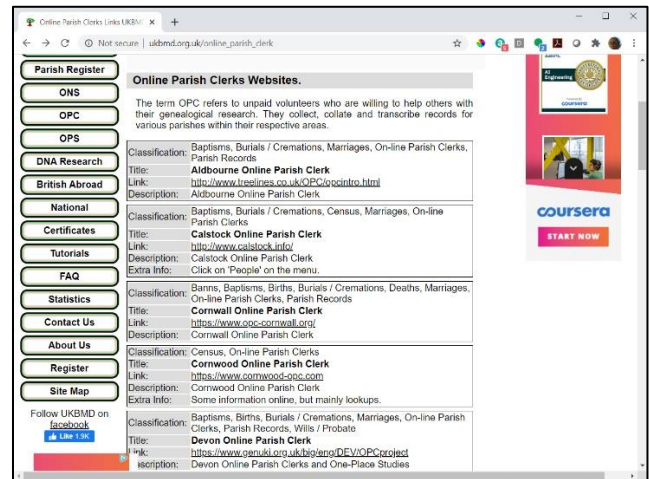 Online Parish Clerks Links UKBM
Not secure | ukbmd.org.uk/online_parish_clerk
Parish Register
ONS
OPC
OPS
DNA Research
British Abroad
National
Certificates
Tutorials
FAQ
Statistics
Contact Us
About Us
Register
Site Map
Follow UKBMD on
facebook
Like 1.9K
Online Parish Clerks Websites.
The term OPC refers to unpaid volunteers who are willing to help others with
their genealogical research. They collect, collate and transcribe records for
various parishes within their respective areas.
Classification: Baptisms, Burials / Cremations, Marriages, On-line Parish Clerks,
Parish Records
Title: Aldbourne Online Parish Clerk
Link: http://www.treelines.co.uk/OPC/opcintro.html
Description: Aldbourne Online Parish Clerk
Classification: Baptisms, Burials / Cremations, Census, Marriages, On-line
Parish Clerks
Title: Calstock Online Parish Clerk
Link: http://www.calstock.info/
Description: Calstock Online Parish Clerk
Extra Info: Click on 'People' on the menu.
Classification: Banns, Baptisms, Births, Burials / Cremations, Deaths, Marriages,
On-line Parish Clerks, Parish Records
Title: Cornwall Online Parish Clerk
Link: https://www.opc-cornwall.org/
Description: Cornwall Online Parish Clerk
Classification: Census, On-line Parish Clerks
Title: Cornwood Online Parish Clerk
Link: https://www.cornwood-opc.com
Description: Cornwood Online Parish Clerk
Extra Info: Some information online, but mainly lookups.
Classification: Baptisms, Births, Burials / Cremations, Marriages, On-line Parish
Clerks, Parish Records, Wills / Probate
Title: Devon Online Parish Clerk
Link: https://www.genuki.org.uk/big/eng/DEV/OPCproject
Description: Devon Online Parish Clerks and One-Place Studies
AI
Engineering
coursera
coursera
START NOW